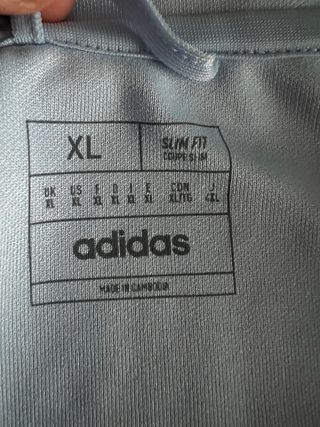 XL
SLIM FIT
COUPE SLIM
UK US F D I E CDN J
XL XL XL XL XL XL XL/TG 4XL
adidas
MADE IN CAMBODIA